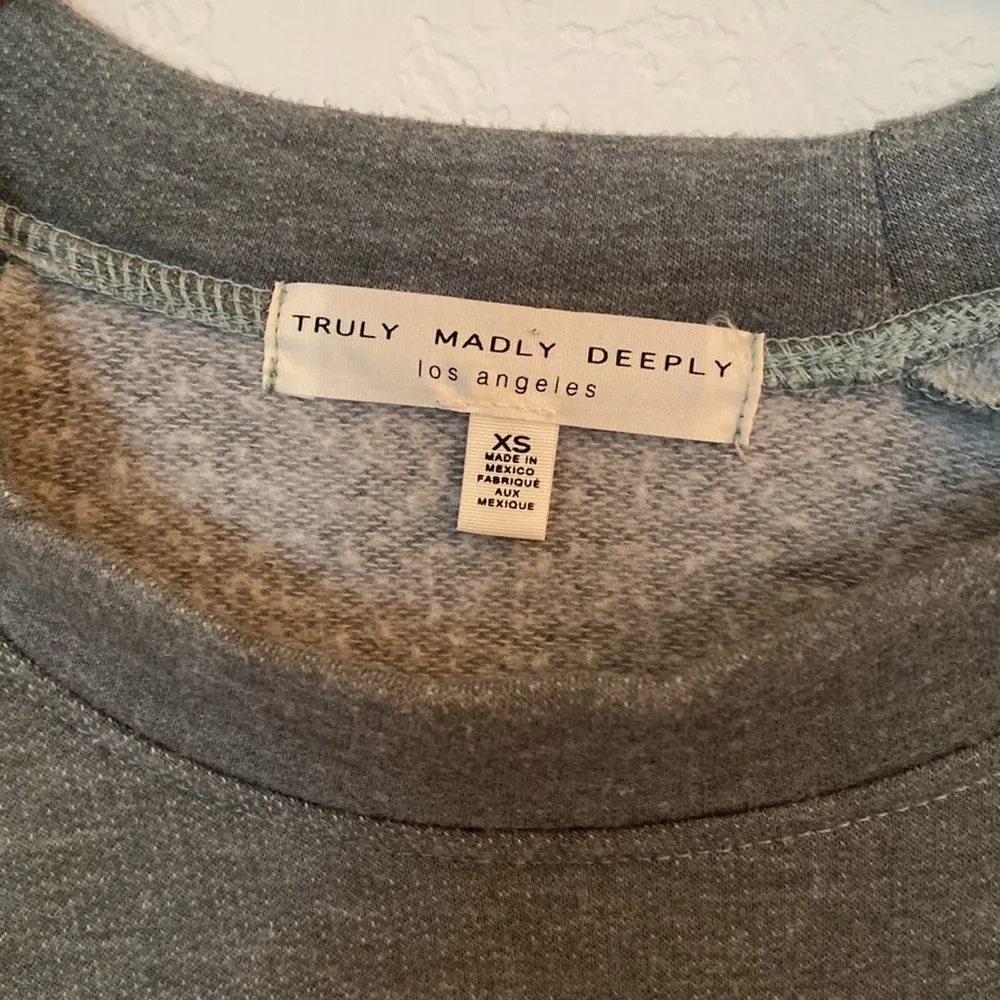 TRULY MADLY DEEPLY
los angeles
XS
MADE IN
MEXICO
FABRIQUÉ
AUX
MEXIQUE